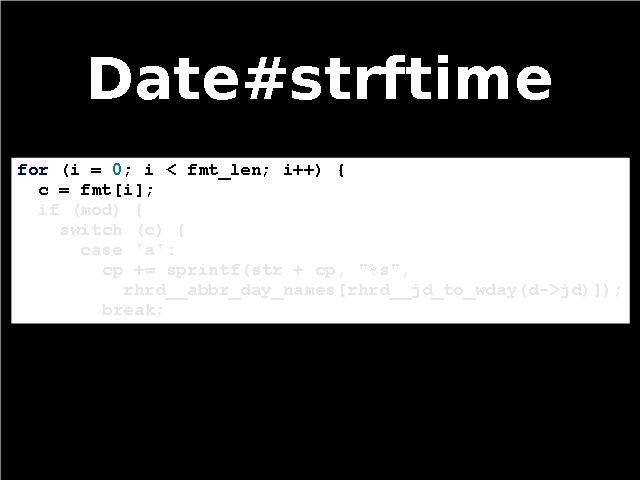 Date#strftime
for (i = 0; i < fmt_len; i++) {
  c = fmt[i];
  if (mod) {
    switch (c) {
      case 'a':
        cp += sprintf(str + cp, "%s",
          rhrd__abbr_day_names[rhrd__jd_to_wday(d->jd)]);
        break;